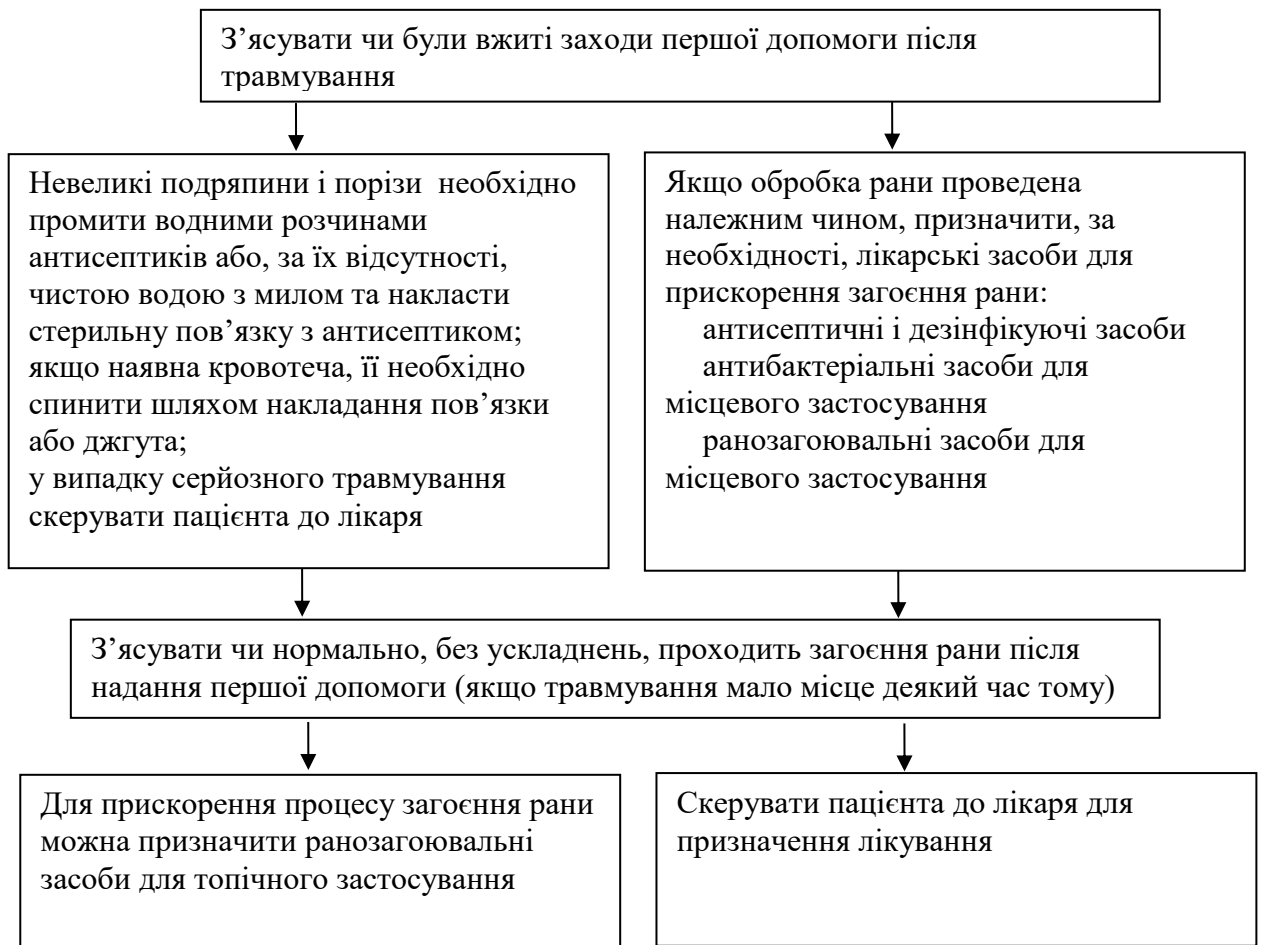 З’ясувати чи були вжиті заходи першої допомоги після
травмування
Невеликі подряпини і порізи необхідно
промити водними розчинами
антисептиків або, за їх відсутності,
чистою водою з милом та накласти
стерильну пов’язку з антисептиком;
якщо наявна кровотеча, її необхідно
спинити шляхом накладання пов’язки
або джгута;
у випадку серйозного травмування
скерувати пацієнта до лікаря
Якщо обробка рани проведена
належним чином, призначити, за
необхідності, лікарські засоби для
прискорення загоєння рани:
антисептичні і дезінфікуючі засоби
антибактеріальні засоби для
місцевого застосування
ранозагоювальні засоби для
місцевого застосування
З’ясувати чи нормально, без ускладнень, проходить загоєння рани після
надання першої допомоги (якщо травмування мало місце деякий час тому)
Для прискорення процесу загоєння рани
можна призначити ранозагоювальні
засоби для топічного застосування
Скерувати пацієнта до лікаря для
призначення лікування